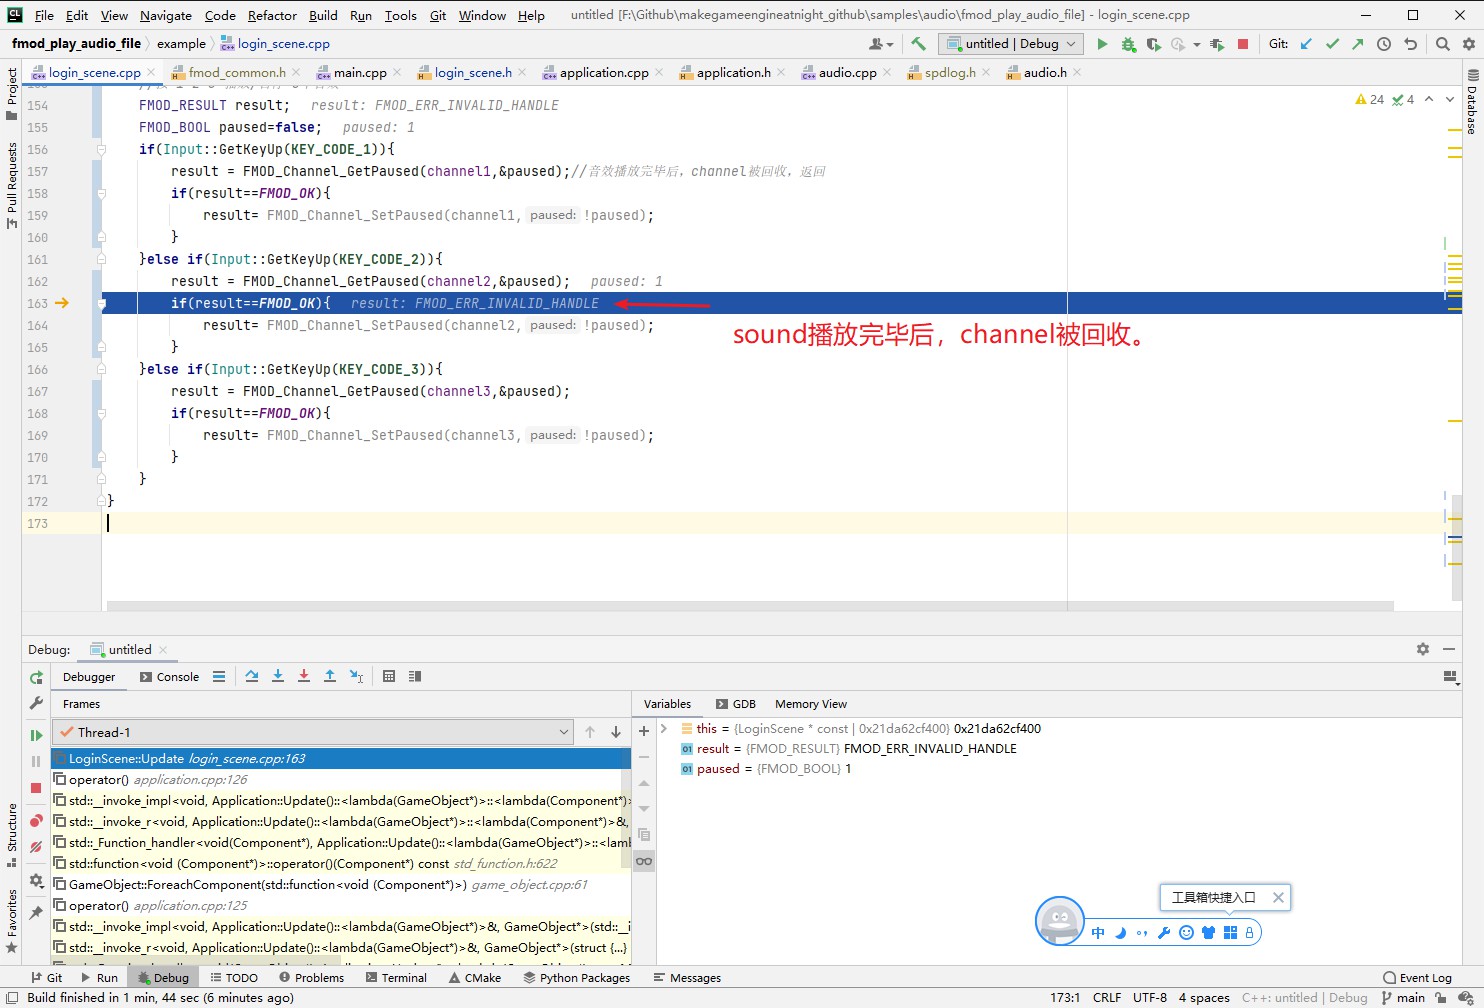 File Edit View Navigate Code Refactor Build Run Tools Git Window Help untitled [F:\Github\makegameengineatnight_github\samples\audio\fmod_play_audio_file] - login_scene.cpp
fmod_play_audio_file example login_scene.cpp untitled | Debug Git:
login_scene.cpp fmod_common.h main.cpp login_scene.h application.cpp application.h audio.cpp spdlog.h audio.h
Project
Pull Requests
Structure
Favorites
Database
24 4
154 FMOD_RESULT result; result: FMOD_ERR_INVALID_HANDLE
155 FMOD_BOOL paused=false; paused: 1
156 if(Input::GetKeyUp(KEY_CODE_1)){
157 result = FMOD_Channel_GetPaused(channel1,&paused);//音效播放完毕后，channel被回收，返回
158 if(result==FMOD_OK){
159 result= FMOD_Channel_SetPaused(channel1, paused: !paused);
160 }
161 }else if(Input::GetKeyUp(KEY_CODE_2)){
162 result = FMOD_Channel_GetPaused(channel2,&paused); paused: 1
163 if(result==FMOD_OK){ result: FMOD_ERR_INVALID_HANDLE
164 result= FMOD_Channel_SetPaused(channel2, paused: !paused);
sound播放完毕后，channel被回收。
165 }
166 }else if(Input::GetKeyUp(KEY_CODE_3)){
167 result = FMOD_Channel_GetPaused(channel3,&paused);
168 if(result==FMOD_OK){
169 result= FMOD_Channel_SetPaused(channel3, paused: !paused);
170 }
171 }
172 }
173
Debug: untitled
Debugger Console
Frames
Variables GDB Memory View
Thread-1
LoginScene::Update login_scene.cpp:163
operator() application.cpp:126
std::__invoke_impl<void, Application::Update()::<lambda(GameObject*)>::<lambda(Component*)>
std::__invoke_r<void, Application::Update()::<lambda(GameObject*)>::<lambda(Component*)>&,
std::_Function_handler<void(Component*), Application::Update()::<lambda(GameObject*)>::<lamb
std::function<void (Component*)>::operator()(Component*) const std_function.h:622
GameObject::ForeachComponent(std::function<void (Component*)>) game_object.cpp:61
operator() application.cpp:125
std::__invoke_impl<void, Application::Update()::<lambda(GameObject*)>&, GameObject*>(std::__i
std::__invoke_r<void, Application::Update()::<lambda(GameObject*)>&, GameObject*>(struct {...}
this = {LoginScene * const | 0x21da62cf400} 0x21da62cf400
result = {FMOD_RESULT} FMOD_ERR_INVALID_HANDLE
paused = {FMOD_BOOL} 1
工具箱快捷入口
中
Git Run Debug TODO Problems Terminal CMake Python Packages Messages Event Log
Build finished in 1 min, 44 sec (6 minutes ago) 173:1 CRLF UTF-8 4 spaces C++: untitled | Debug main